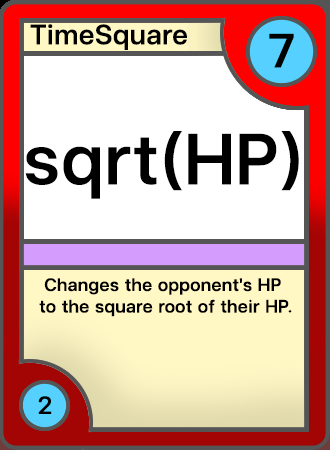 TimeSquare
7
sqrt(HP)
Changes the opponent's HP
to the square root of their HP.
2